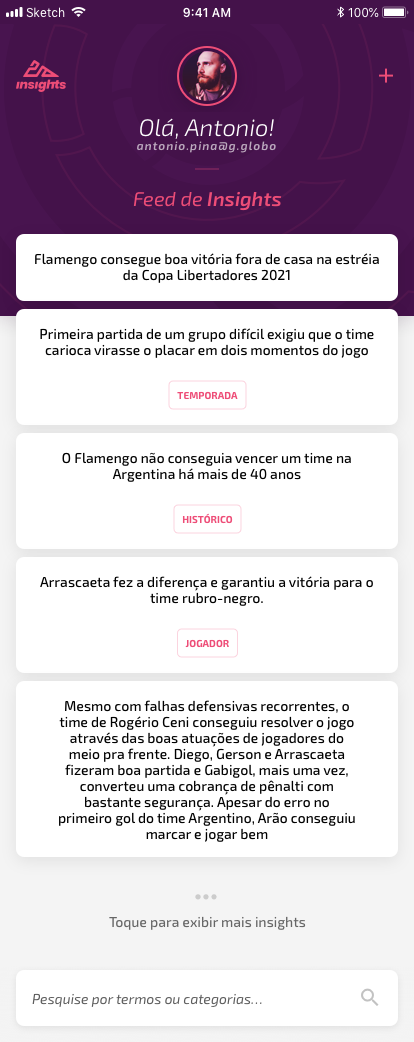 Sketch 9:41 AM 100%
insights
Olá, Antonio!
antonio.pina@g.globo
Feed de Insights
Flamengo consegue boa vitória fora de casa na estréia
da Copa Libertadores 2021
Primeira partida de um grupo difícil exigiu que o time
carioca virasse o placar em dois momentos do jogo
TEMPORADA
O Flamengo não conseguia vencer um time na
Argentina há mais de 40 anos
HISTÓRICO
Arrascaeta fez a diferença e garantiu a vitória para o
time rubro-negro.
JOGADOR
Mesmo com falhas defensivas recorrentes, o
time de Rogério Ceni conseguiu resolver o jogo
através das boas atuações de jogadores do
meio pra frente. Diego, Gerson e Arrascaeta
fizeram boa partida e Gabigol, mais uma vez,
converteu uma cobrança de pênalti com
bastante segurança. Apesar do erro no
primeiro gol do time Argentino, Arão conseguiu
marcar e jogar bem
Toque para exibir mais insights
Pesquise por termos ou categorias...